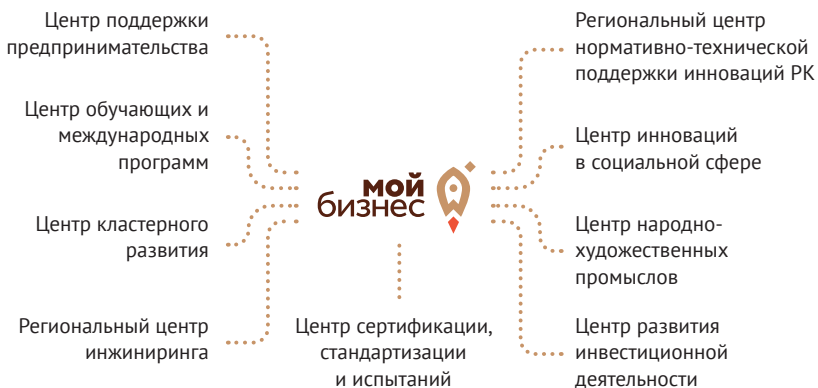 Центр поддержки
предпринимательства
Центр обучающих и
международных
программ
Центр кластерного
развития
Региональный центр
инжиниринга
мой
бизнес
Центр сертификации,
стандартизации
и испытаний
Региональный центр
нормативно-технической
поддержки инноваций РК
Центр инноваций
в социальной сфере
Центр народно-
художественных
промыслов
Центр развития
инвестиционной
деятельности